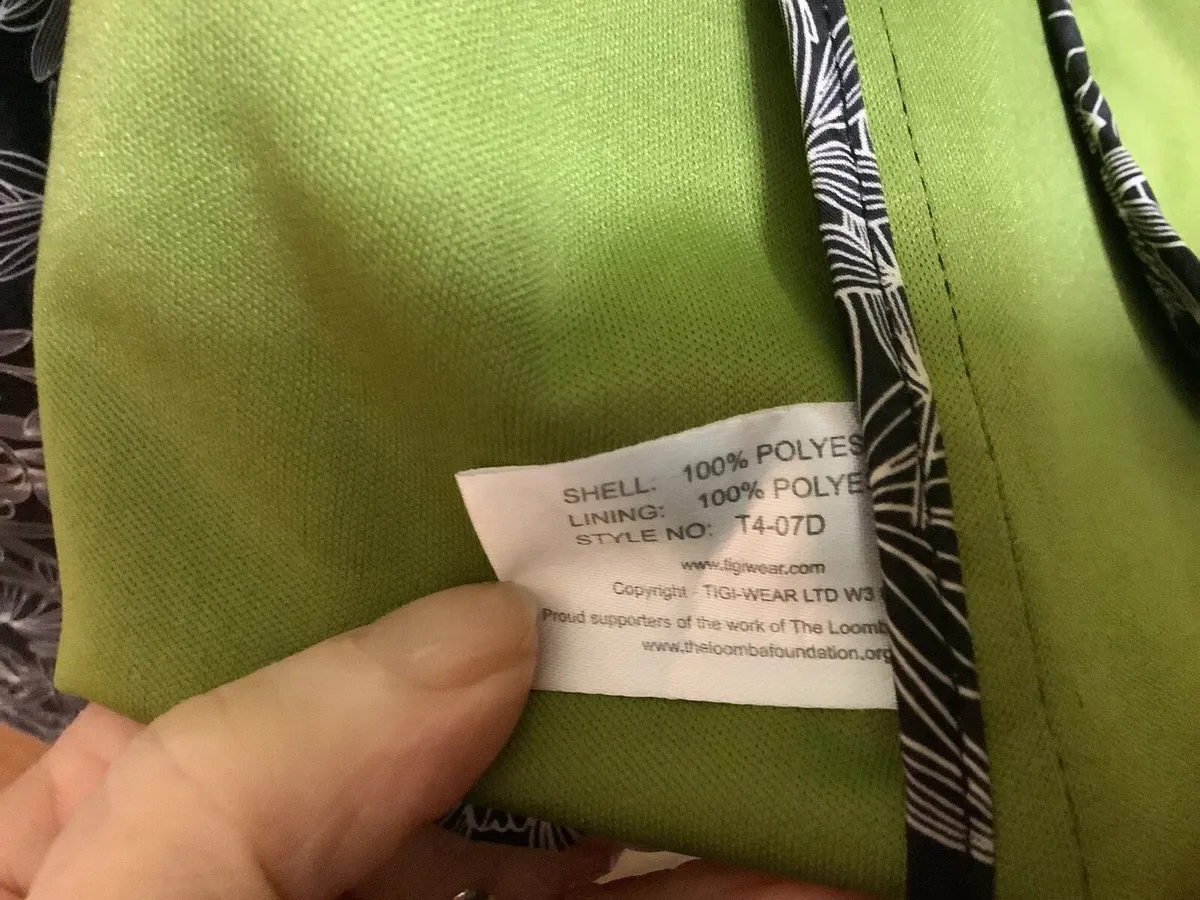 SHELL: 100% POLYES
LINING: 100% POLYE
STYLE NO: T4-07D
www.tigiwear.com
Copyright - TIGI-WEAR LTD W3
Proud supporters of the work of The Loomb
www.theloombafoundation.org